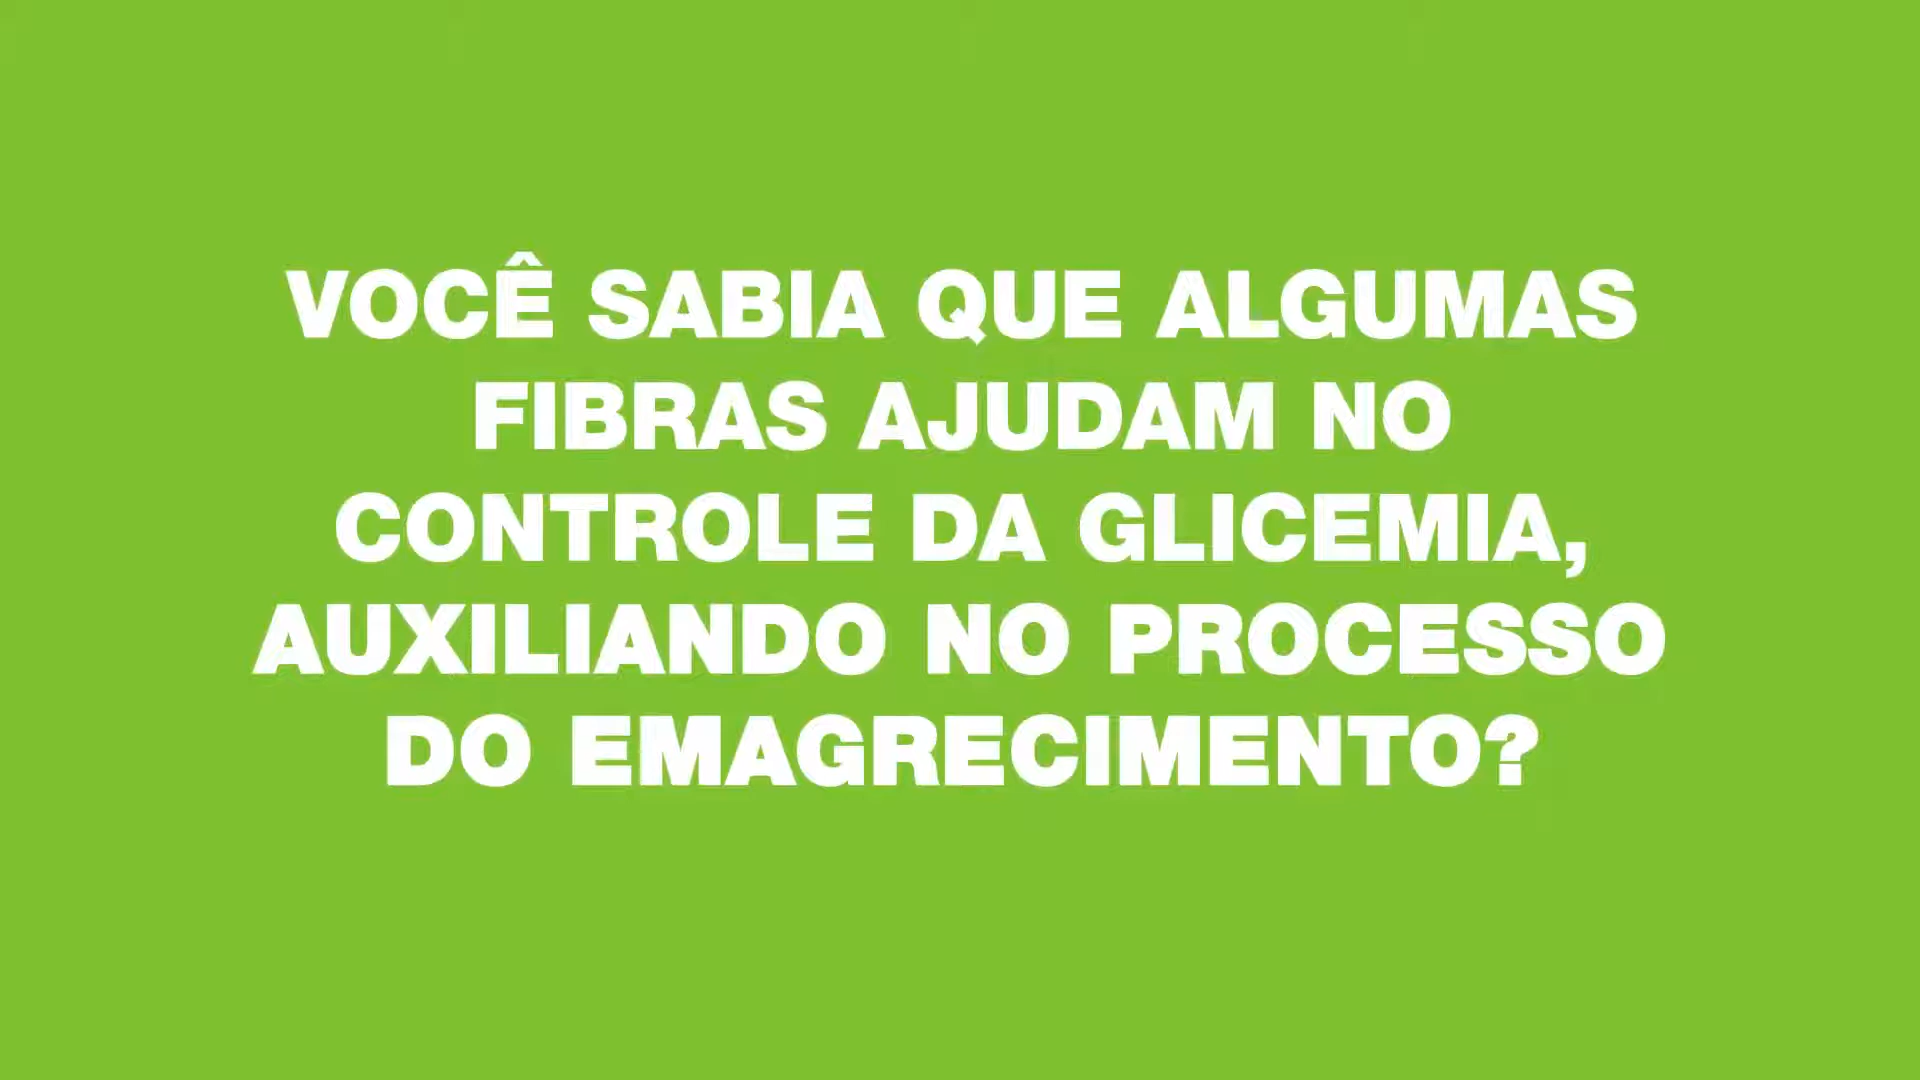 VOCÊ SABIA QUE ALGUMAS
FIBRAS AJUDAM NO
CONTROLE DA GLICEMIA,
AUXILIANDO NO PROCESSO
DO EMAGRECIMENTO?